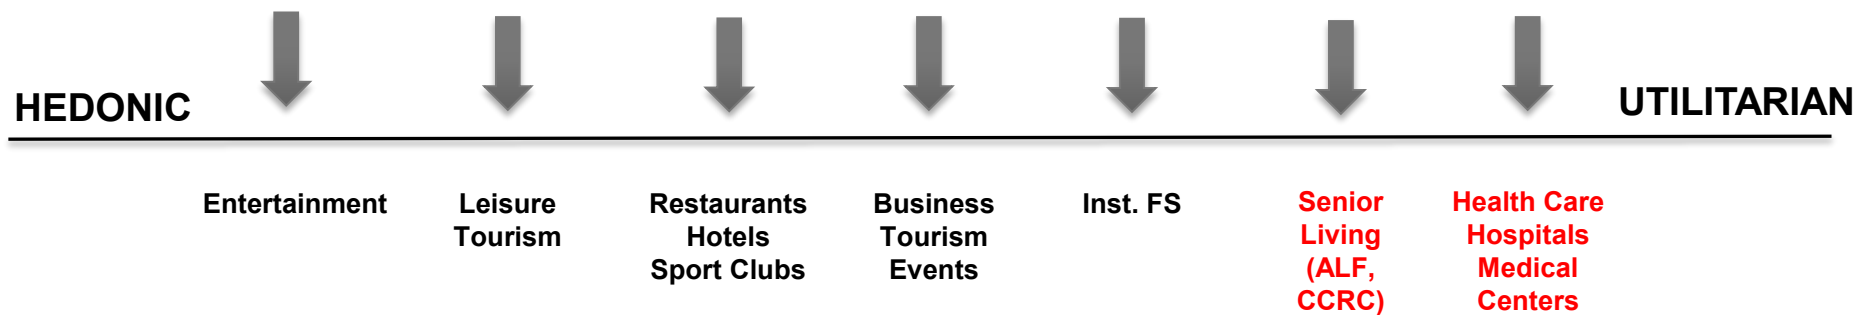 HEDONIC
UTILITARIAN
Entertainment
Leisure
Tourism
Restaurants
Hotels
Sport Clubs
Business
Tourism
Events
Inst. FS
Senior
Living
(ALF,
CCRC)
Health Care
Hospitals
Medical
Centers